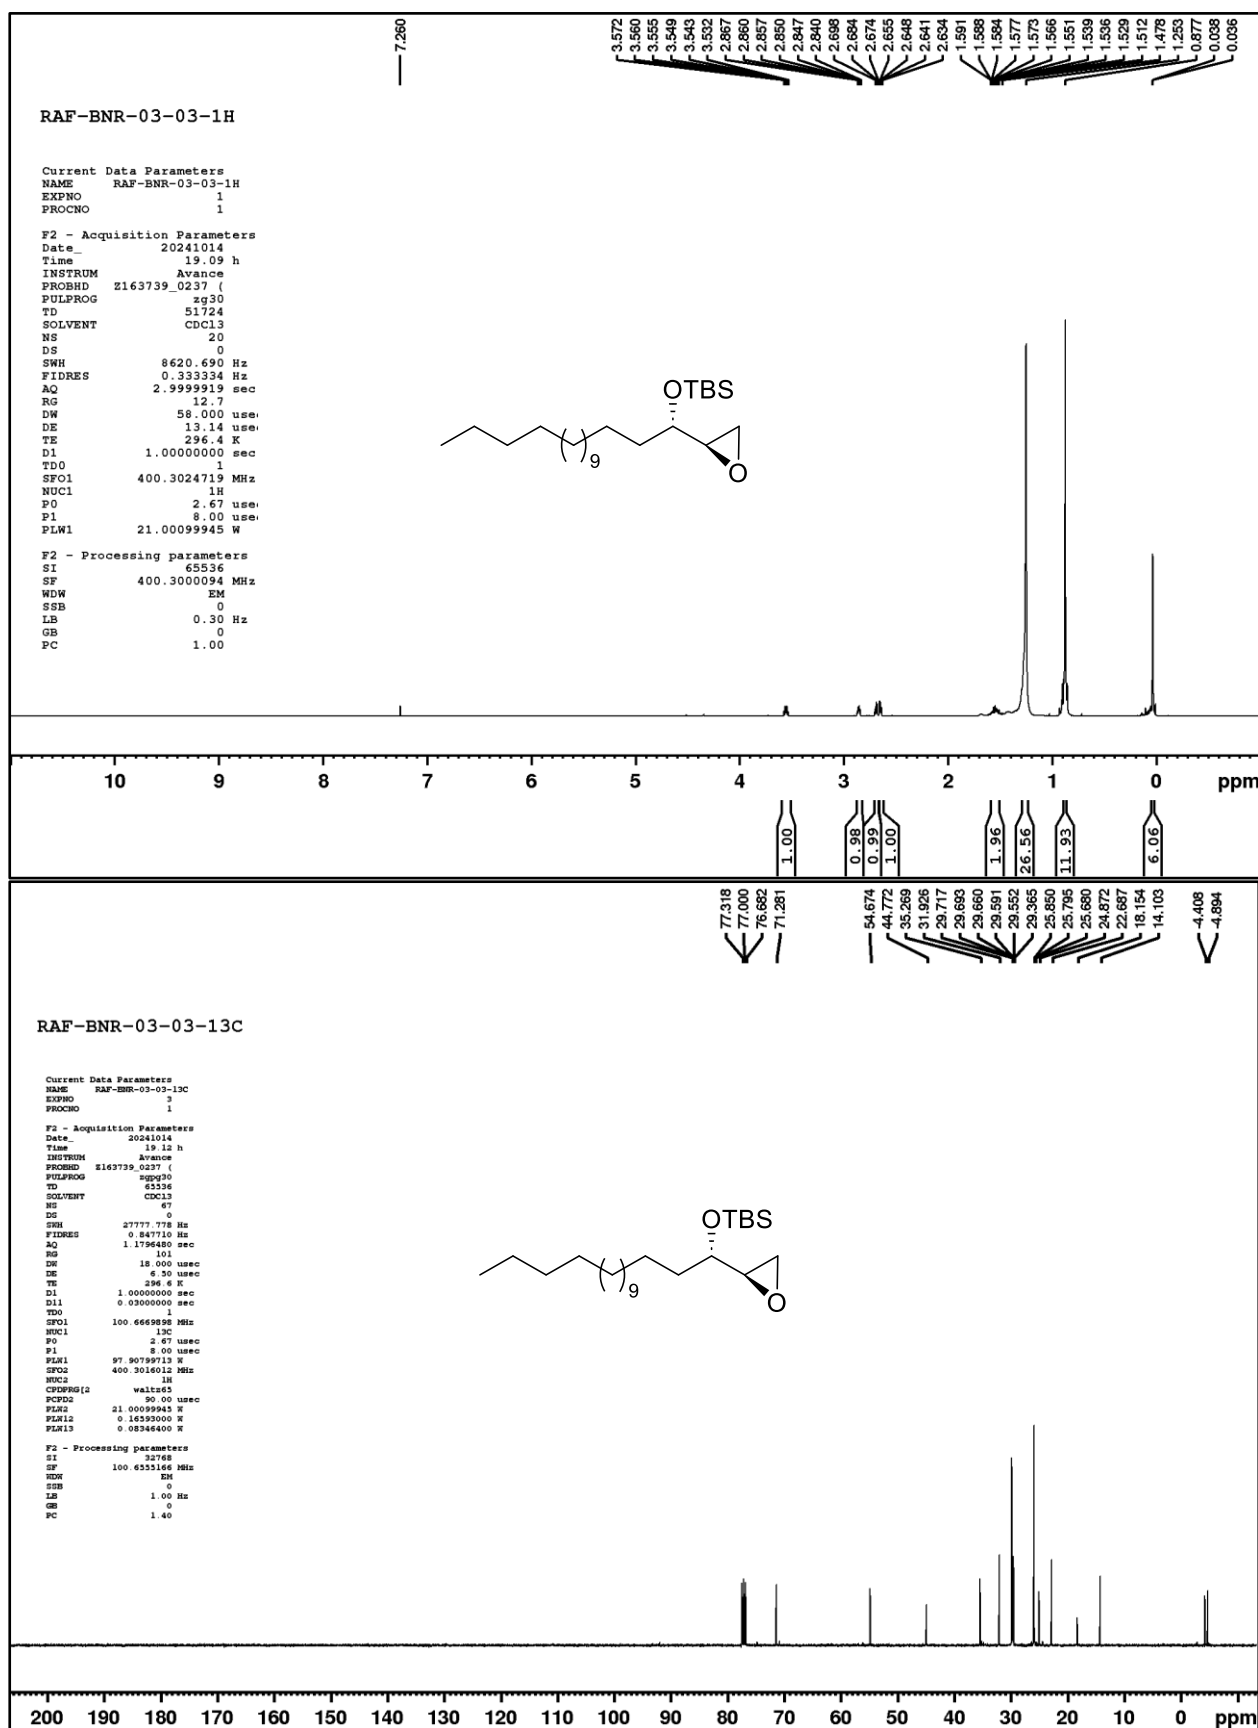 7.260
3.572
3.560
3.555
3.549
3.543
3.532
2.867
2.860
2.857
2.850
2.847
2.840
2.698
2.684
2.674
2.655
2.648
2.641
2.634
1.591
1.588
1.584
1.577
1.573
1.566
1.551
1.539
1.536
1.529
1.512
1.478
1.253
0.877
0.038
0.036
RAF-BNR-03-03-1H
Current Data Parameters
NAME RAF-BNR-03-03-1H
EXPNO 1
PROCNO 1
F2 - Acquisition Parameters
Date_ 20241014
Time 19.09 h
INSTRUM Avance
PROBHD Z163739_0237 (
PULPROG zg30
TD 51724
SOLVENT CDCl3
NS 20
DS 0
SWH 8620.690 Hz
FIDRES 0.333334 Hz
AQ 2.9999919 sec
RG 12.7
DW 58.000 use
DE 13.14 use
TE 296.4 K
D1 1.00000000 sec
TD0 1
SFO1 400.3024719 MHz
NUC1 1H
P0 2.67 use
P1 8.00 use
PLW1 21.00099945 W
F2 - Processing parameters
SI 65536
SF 400.3000094 MHz
WDW EM
SSB 0
LB 0.30 Hz
GB 0
PC 1.00
OTBS
9
O
10 9 8 7 6 5 4 3 2 1 0 ppm
1.00
0.98
0.99
1.00
1.96
26.56
11.93
6.06
77.318
77.000
76.682
71.281
54.674
44.772
35.269
31.926
29.717
29.693
29.660
29.591
29.552
29.365
25.850
25.795
25.680
24.872
22.687
18.154
14.103
-4.408
-4.894
RAF-BNR-03-03-13C
Current Data Parameters
NAME RAF-BNR-03-03-13C
EXPNO 3
PROCNO 1
F2 - Acquisition Parameters
Date_ 20241014
Time 19.12 h
INSTRUM Avance
PROBHD Z163739_0237 (
PULPROG zgpg30
TD 65536
SOLVENT CDCl3
NS 67
DS 0
SWH 27777.778 Hz
FIDRES 0.847710 Hz
AQ 1.1796480 sec
RG 101
DW 18.000 usec
DE 6.50 usec
TE 296.6 K
D1 1.00000000 sec
D11 0.03000000 sec
TD0 1
SFO1 100.6669898 MHz
NUC1 13C
P0 2.67 usec
P1 8.00 usec
PLW1 97.90799713 W
SFO2 400.3016012 MHz
NUC2 1H
CPDPRG[2 waltz65
PCPD2 90.00 usec
PLW2 21.00099945 W
PLW12 0.16593000 W
PLW13 0.08346400 W
F2 - Processing parameters
SI 32768
SF 100.6555166 MHz
WDW EM
SSB 0
LB 1.00 Hz
GB 0
PC 1.40
OTBS
9
O
200 190 180 170 160 150 140 130 120 110 100 90 80 70 60 50 40 30 20 10 0 ppm